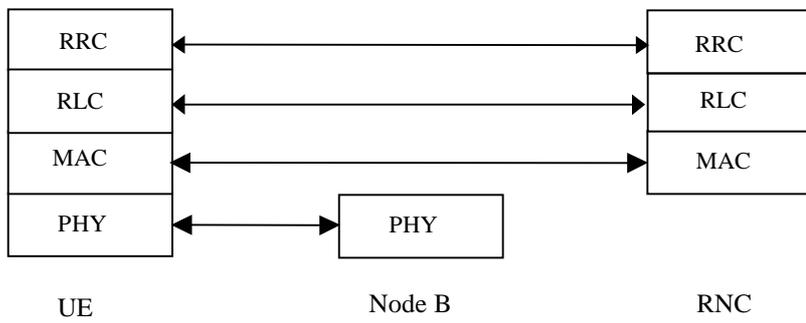 RRC RRC
RLC RLC
MAC MAC
PHY PHY
UE Node B RNC